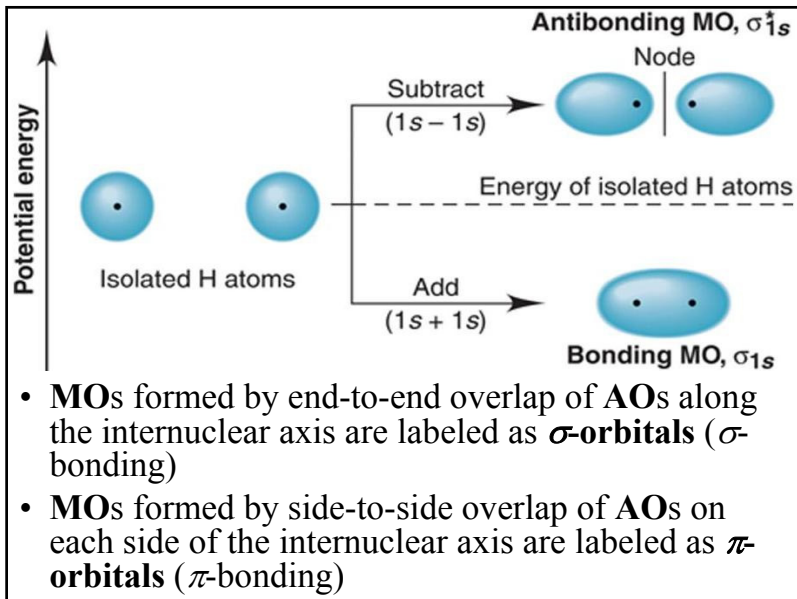 Antibonding MO, σ*1s
Node
Subtract
(1s – 1s)
Potential energy
Energy of isolated H atoms
Isolated H atoms
Add
(1s + 1s)
Bonding MO, σ1s
• MOs formed by end-to-end overlap of AOs along
the internuclear axis are labeled as σ-orbitals (σ-
bonding)
• MOs formed by side-to-side overlap of AOs on
each side of the internuclear axis are labeled as π-
orbitals (π-bonding)